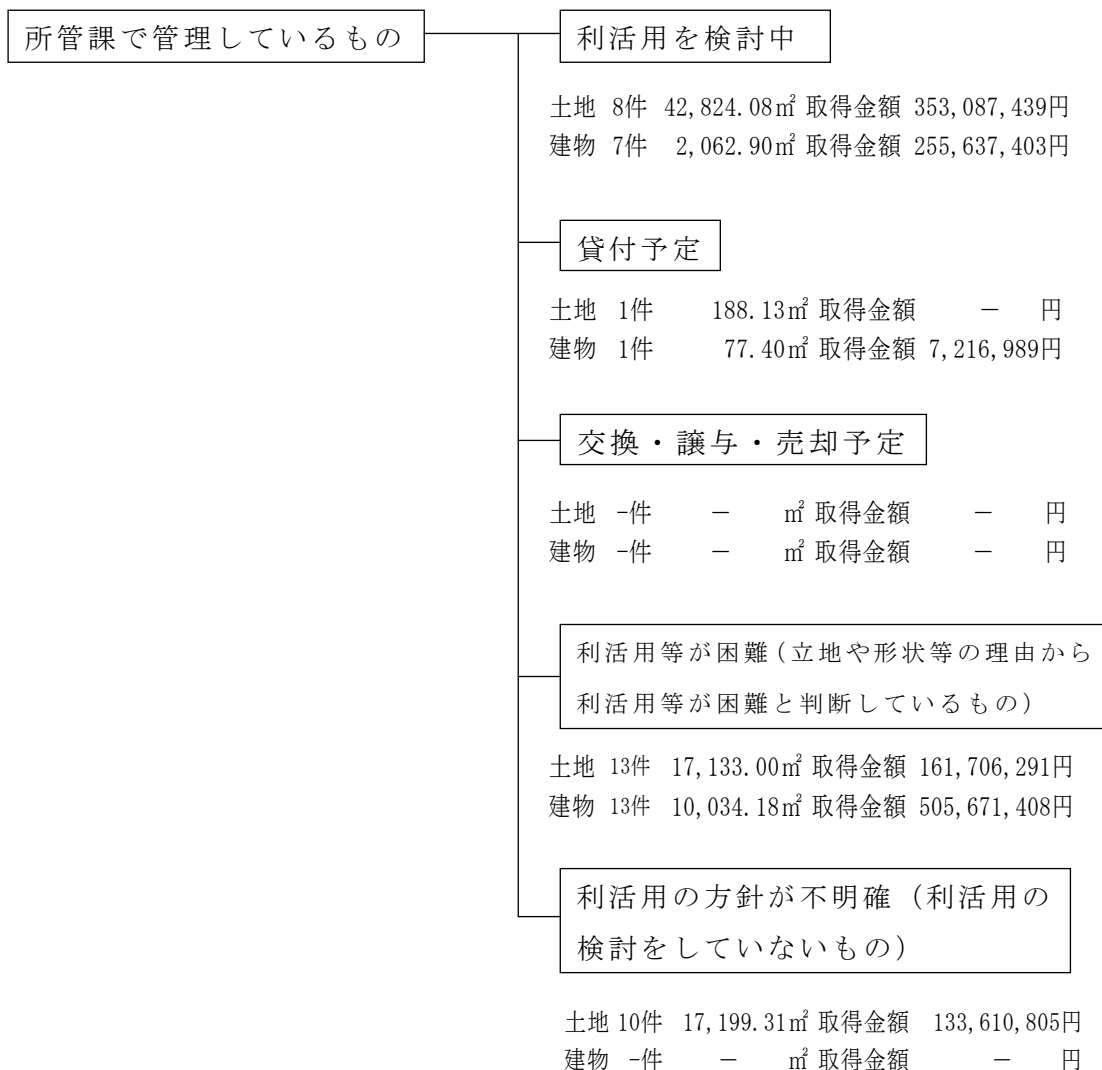 所管課で管理しているもの
利活用を検討中
土地 8件 42,824.08㎡ 取得金額 353,087,439円
建物 7件 2,062.90㎡ 取得金額 255,637,403円
貸付予定
土地 1件 188.13㎡ 取得金額 － 円
建物 1件 77.40㎡ 取得金額 7,216,989円
交換・譲与・売却予定
土地 -件 － ㎡ 取得金額 － 円
建物 -件 － ㎡ 取得金額 － 円
利活用等が困難（立地や形状等の理由から
利活用等が困難と判断しているもの）
土地 13件 17,133.00㎡ 取得金額 161,706,291円
建物 13件 10,034.18㎡ 取得金額 505,671,408円
利活用の方針が不明確（利活用の
検討をしていないもの）
土地 10件 17,199.31㎡ 取得金額 133,610,805円
建物 -件 － ㎡ 取得金額 － 円